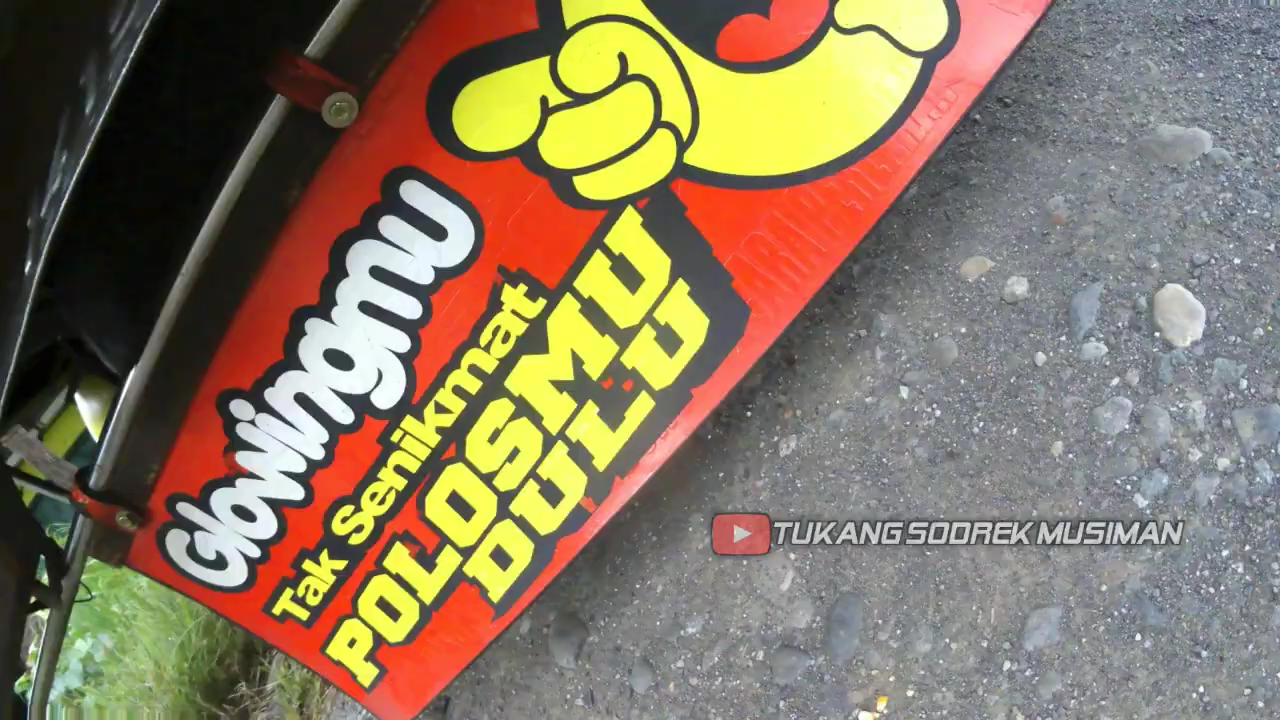 Glowingmu
Tak Senikmat
POLOSMU
DULU
TUKANG SODREK MUSIMAN